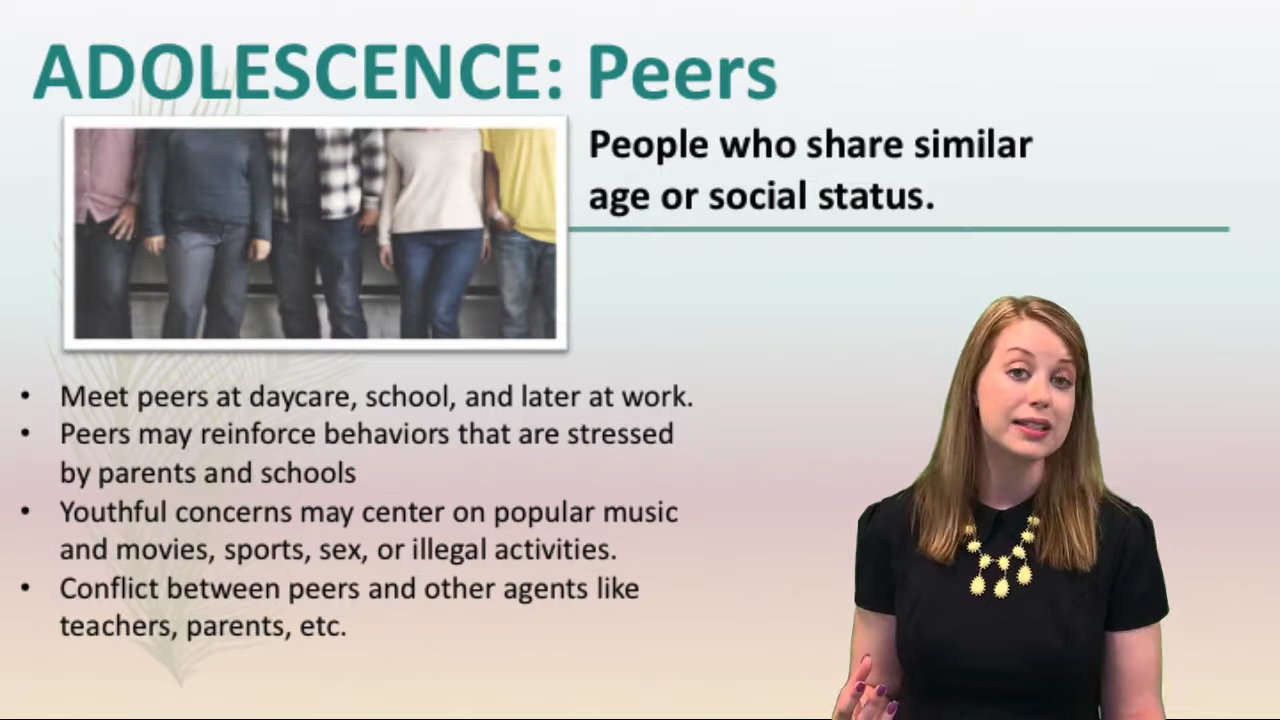 ADOLESCENCE: Peers
People who share similar
age or social status.
• Meet peers at daycare, school, and later at work.
• Peers may reinforce behaviors that are stressed
by parents and schools
• Youthful concerns may center on popular music
and movies, sports, sex, or illegal activities.
• Conflict between peers and other agents like
teachers, parents, etc.